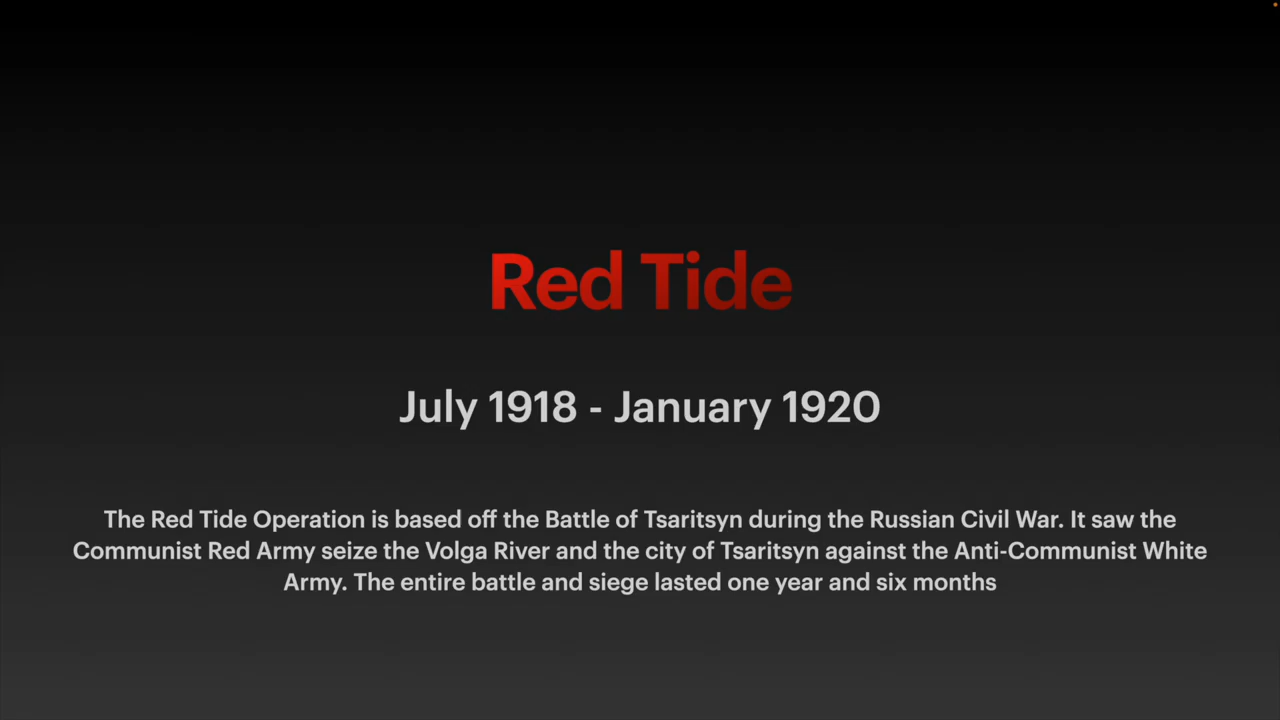 Red Tide
July 1918 - January 1920
The Red Tide Operation is based off the Battle of Tsaritsyn during the Russian Civil War. It saw the
Communist Red Army seize the Volga River and the city of Tsaritsyn against the Anti-Communist White
Army. The entire battle and siege lasted one year and six months